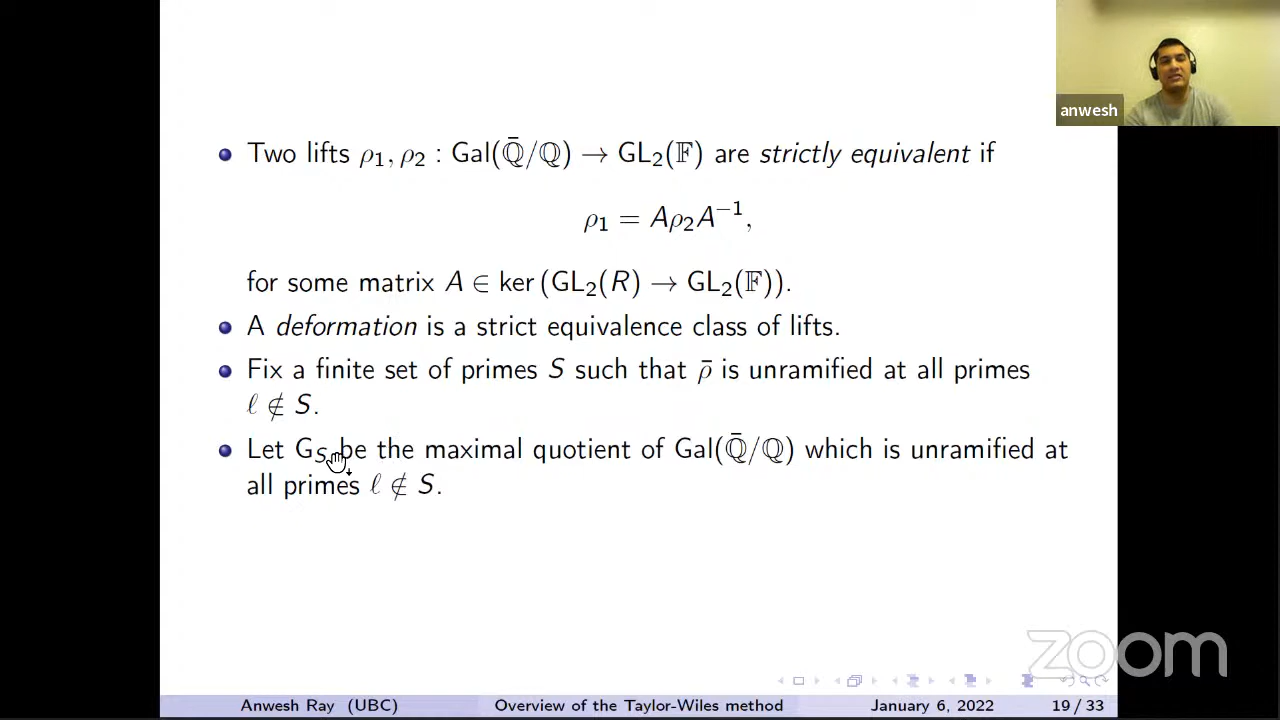 anwesh
Two lifts ρ₁, ρ₂ : Gal(ℚ̄/ℚ) → GL₂(𝔽) are strictly equivalent if
ρ₁ = Aρ₂A⁻¹,
for some matrix A ∈ ker (GL₂(R) → GL₂(𝔽)).
A deformation is a strict equivalence class of lifts.
Fix a finite set of primes S such that ρ̄ is unramified at all primes
ℓ ∉ S.
Let G_S be the maximal quotient of Gal(ℚ̄/ℚ) which is unramified at
all primes ℓ ∉ S.
zoom
Anwesh Ray (UBC) Overview of the Taylor-Wiles method January 6, 2022 19 / 33